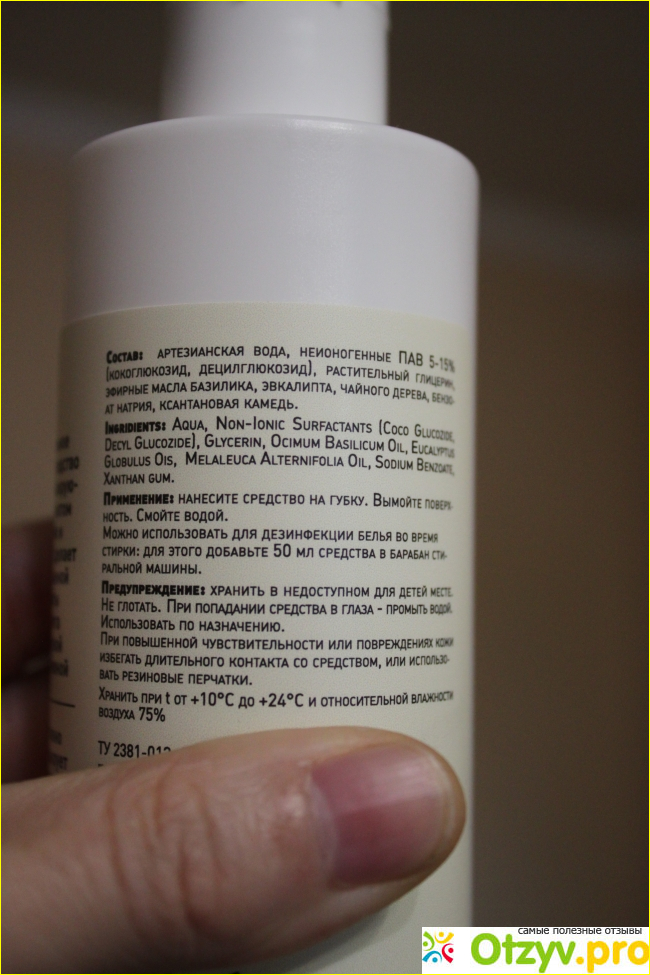 Состав: артезианская вода, неионогенные ПАВ 5-15%
(кокоглюкозид, децилглюкозид), растительный глицерин,
эфирные масла базилика, эвкалипта, чайного дерева, бензо-
ат натрия, ксантановая камедь.
Ingridients: Aqua, Non-Ionic Surfactants (Coco Glucozide,
Decyl Glucozide), Glycerin, Ocimum Basilicum Oil, Eucalyptus
Globulus Ois, Melaleuca Alternifolia Oil, Sodium Benzoate,
Xanthan gum.
Применение: нанесите средство на губку. Вымойте поверх-
ность. Смойте водой.
Можно использовать для дезинфекции белья во время
стирки: для этого добавьте 50 мл средства в барабан сти-
ральной машины.
Предупреждение: хранить в недоступном для детей месте.
Не глотать. При попадании средства в глаза - промыть водой.
Использовать по назначению.
При повышенной чувствительности или повреждениях кожи
избегать длительного контакта со средством, или использо-
вать резиновые перчатки.
Хранить при t от +10°C до +24°C и относительной влажности
воздуха 75%
ТУ 2381-012
самые полезные отзывы
Otzyv.pro